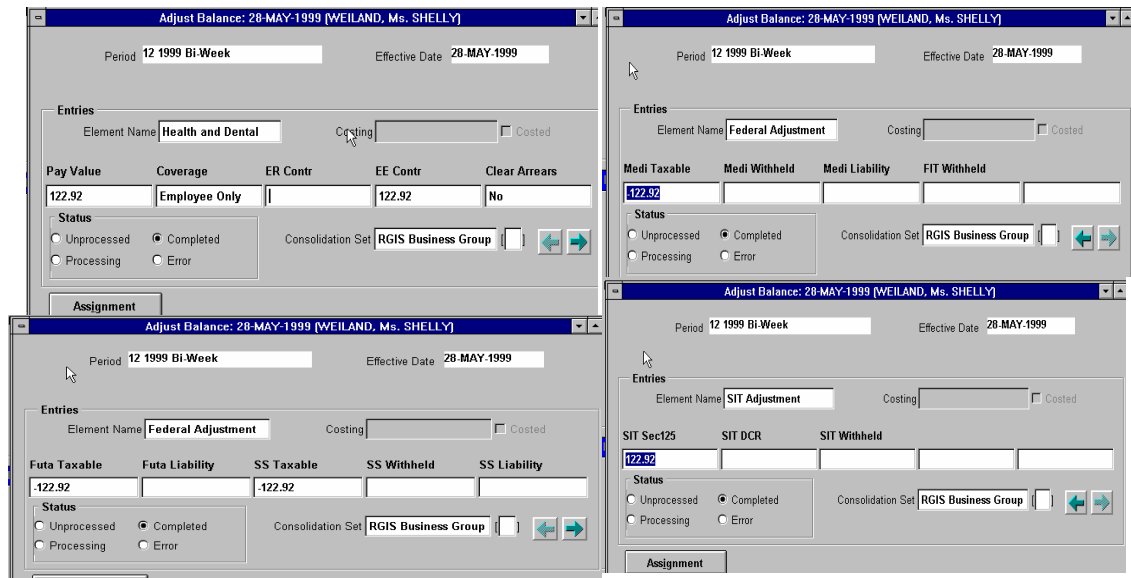 Adjust Balance: 28-MAY-1999 (WEILAND, Ms. SHELLY)
Period 12 1999 Bi-Week Effective Date 28-MAY-1999
Entries
Element Name Health and Dental Costing Costed
Pay Value Coverage ER Contr EE Contr Clear Arrears
122.92 Employee Only 122.92 No
Status
Unprocessed Completed Consolidation Set RGIS Business Group [ ]
Processing Error
Assignment
Adjust Balance: 28-MAY-1999 (WEILAND, Ms. SHELLY)
Period 12 1999 Bi-Week Effective Date 28-MAY-1999
Entries
Element Name Federal Adjustment Costing Costed
Medi Taxable Medi Withheld Medi Liability FIT Withheld
-122.92
Status
Unprocessed Completed Consolidation Set RGIS Business Group [ ]
Processing Error
Adjust Balance: 28-MAY-1999 (WEILAND, Ms. SHELLY)
Period 12 1999 Bi-Week Effective Date 28-MAY-1999
Entries
Element Name Federal Adjustment Costing Costed
Futa Taxable Futa Liability SS Taxable SS Withheld SS Liability
-122.92 -122.92
Status
Unprocessed Completed Consolidation Set RGIS Business Group [ ]
Processing Error
Adjust Balance: 28-MAY-1999 (WEILAND, Ms. SHELLY)
Period 12 1999 Bi-Week Effective Date 28-MAY-1999
Entries
Element Name SIT Adjustment Costing Costed
SIT Sec125 SIT DCR SIT Withheld
122.92
Status
Unprocessed Completed Consolidation Set RGIS Business Group [ ]
Processing Error
Assignment